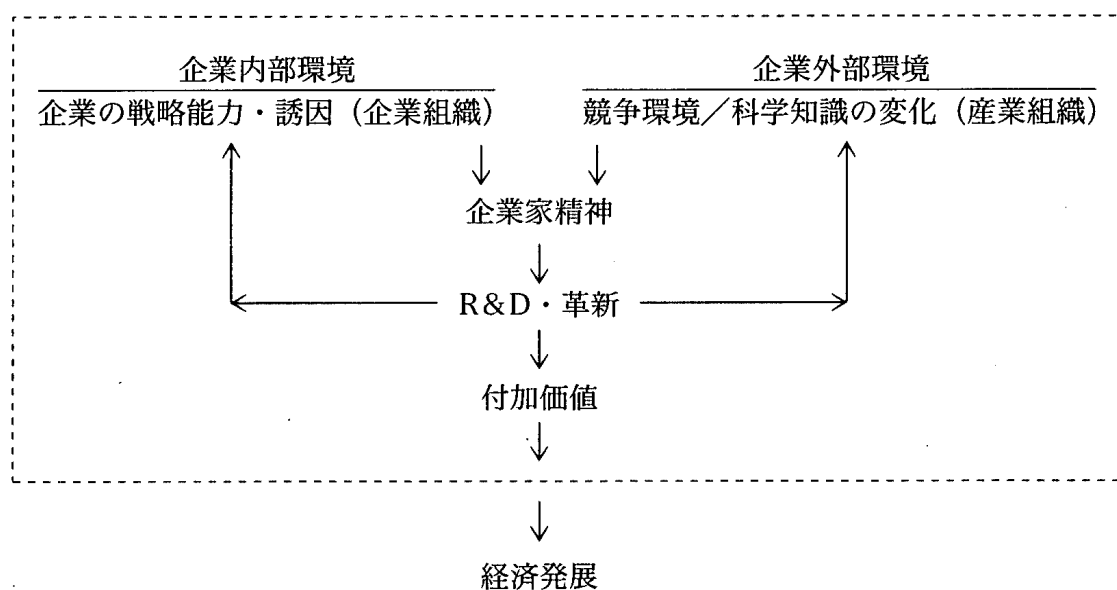 企業内部環境
企業外部環境
企業の戦略能力・誘因（企業組織）
競争環境／科学知識の変化（産業組織）
企業家精神
R&D・革新
付加価値
経済発展